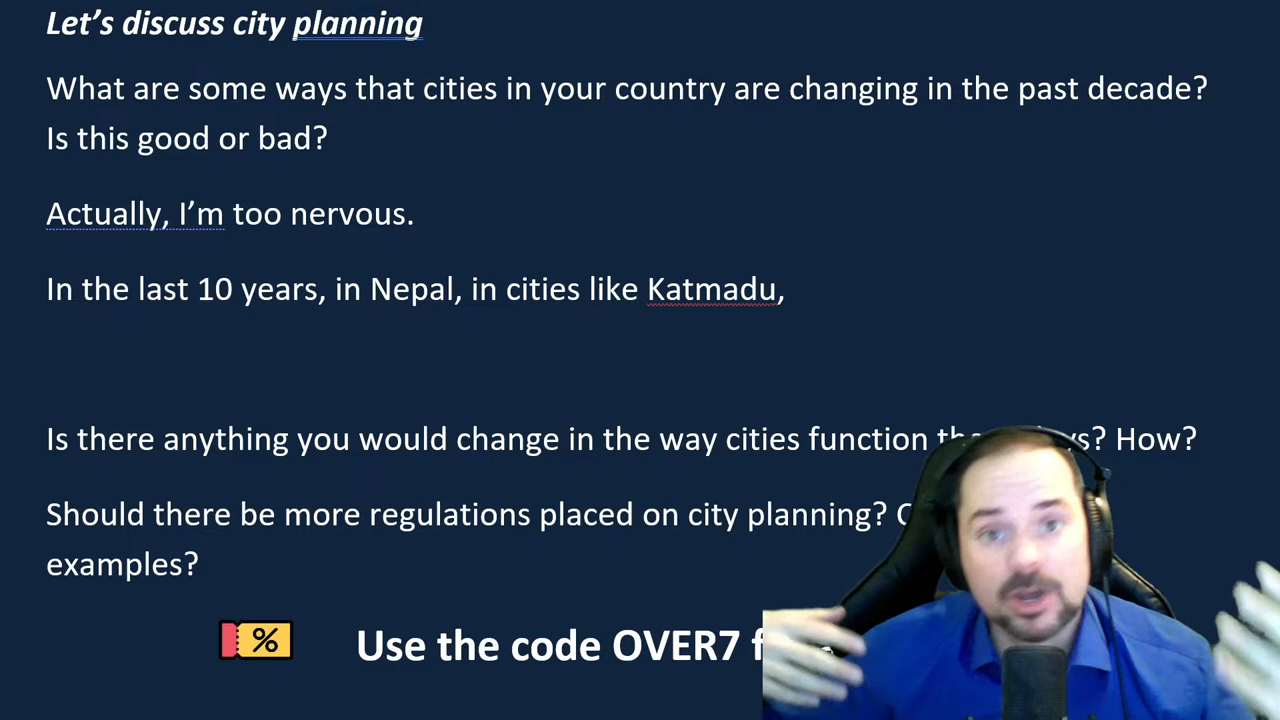 Let's discuss city planning
What are some ways that cities in your country are changing in the past decade?
Is this good or bad?
Actually, I'm too nervous.
In the last 10 years, in Nepal, in cities like Katmadu,
Is there anything you would change in the way cities function ? How?
Should there be more regulations placed on city planning?
examples?
%
Use the code OVER7